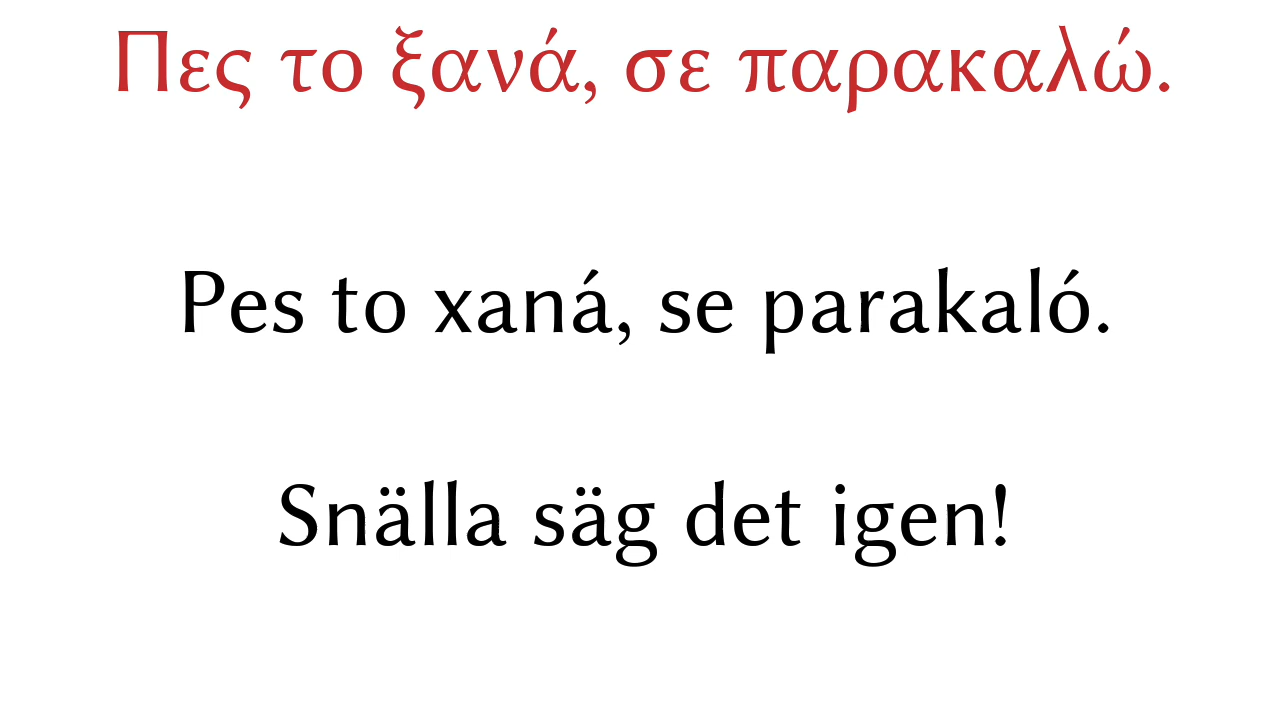 Πες το ξανά, σε παρακαλώ.
Pes to xaná, se parakaló.
Snälla säg det igen!